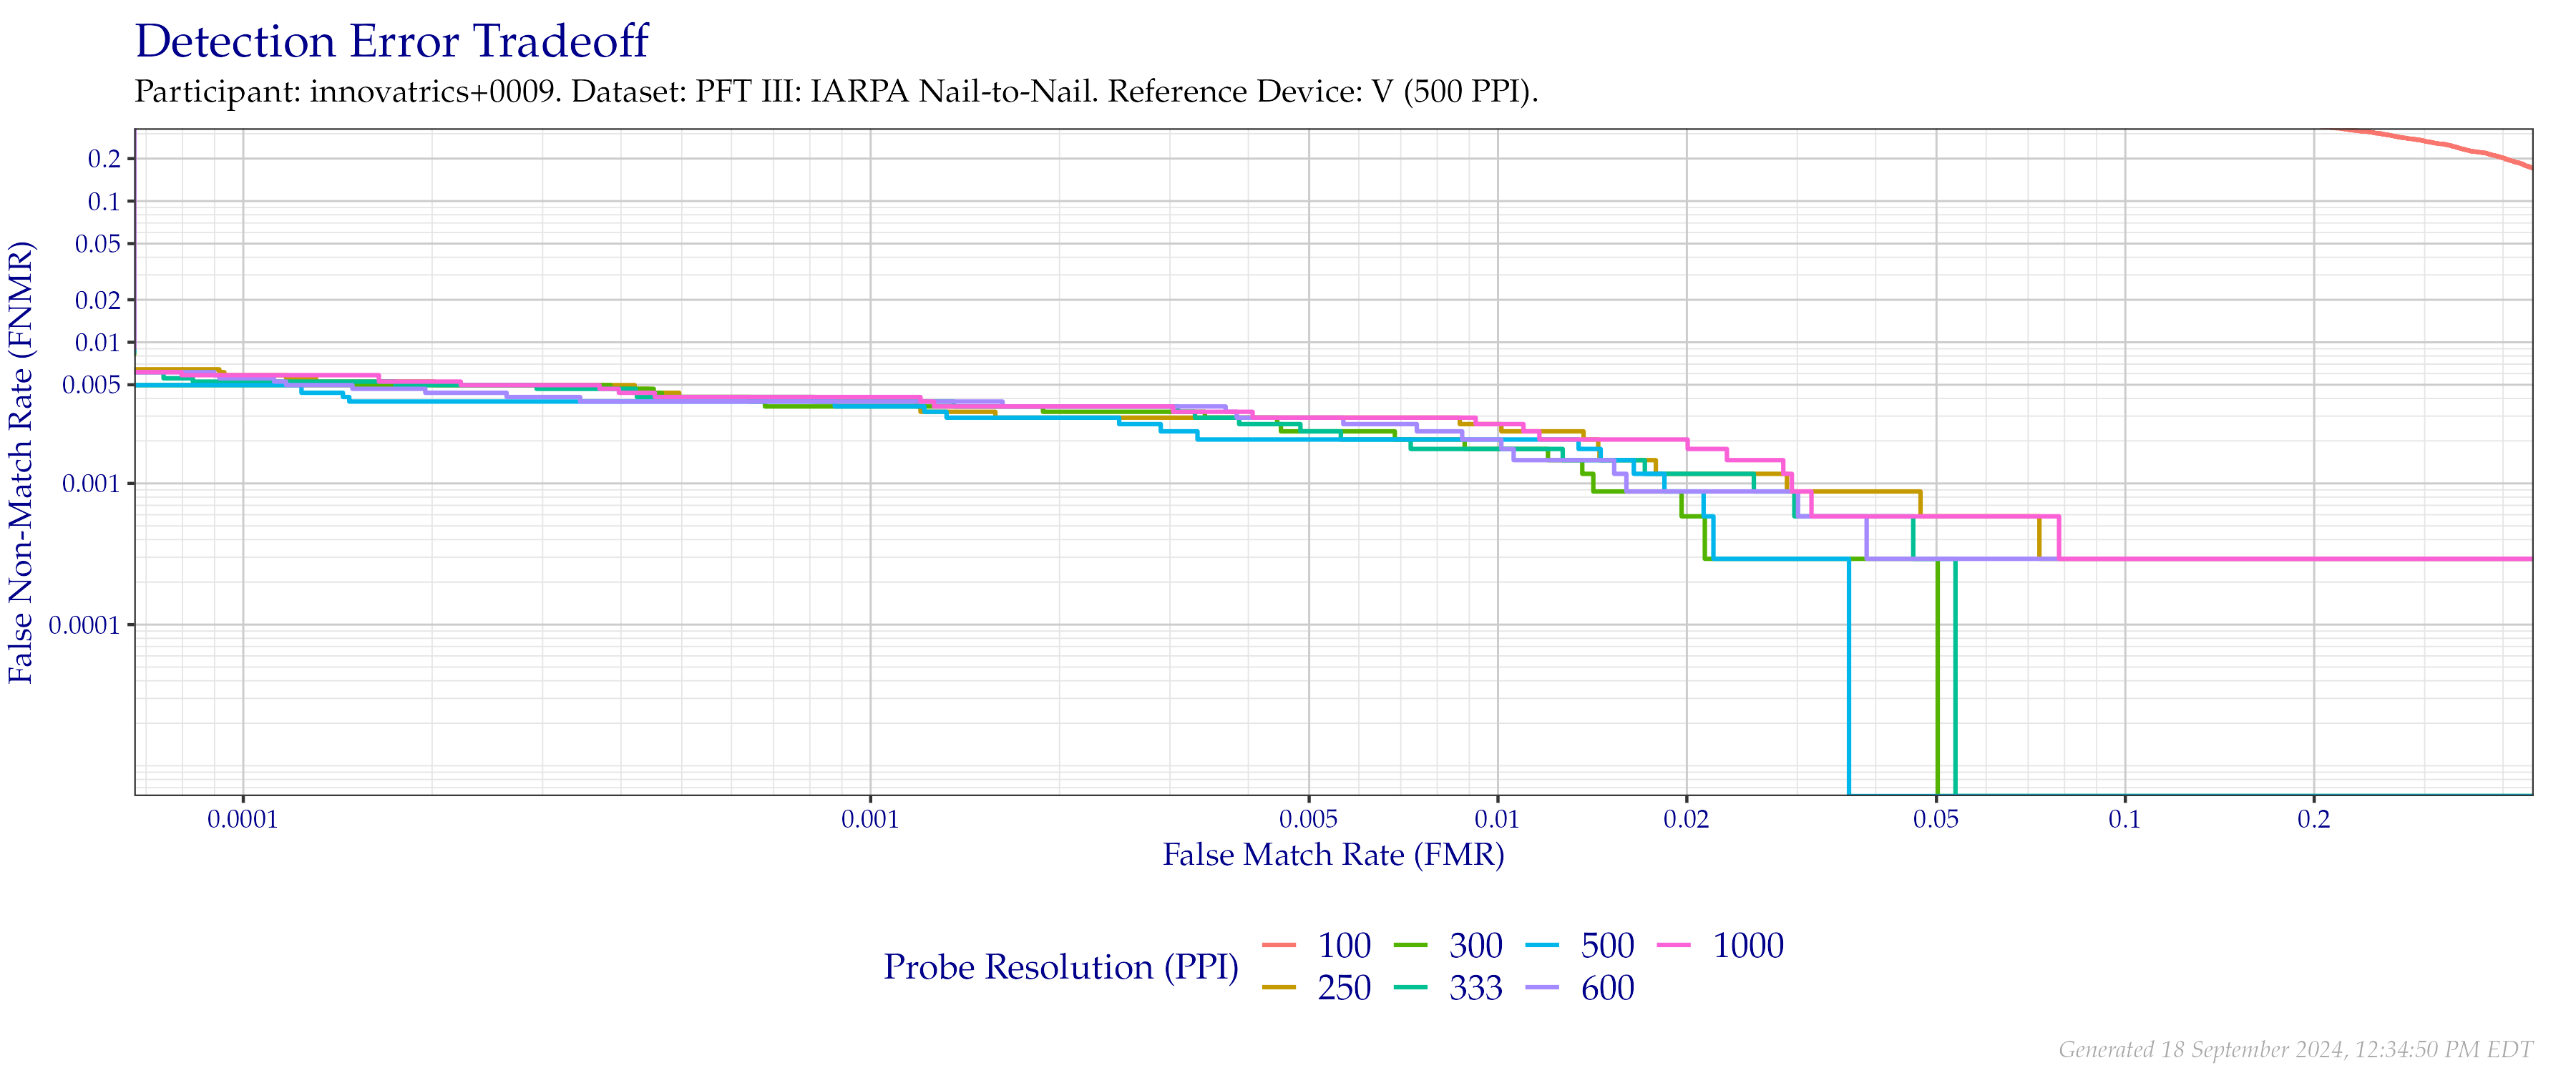 Detection Error Tradeoff
Participant: innovatrics+0009. Dataset: PFT III: IARPA Nail-to-Nail. Reference Device: V (500 PPI).
False Non-Match Rate (FNMR)
0.2
0.1
0.05
0.02
0.01
0.005
0.001
0.0001
0.0001 0.001 0.005 0.01 0.02 0.05 0.1 0.2
False Match Rate (FMR)
Probe Resolution (PPI)
100 300 500 1000
250 333 600
Generated 18 September 2024, 12:34:50 PM EDT